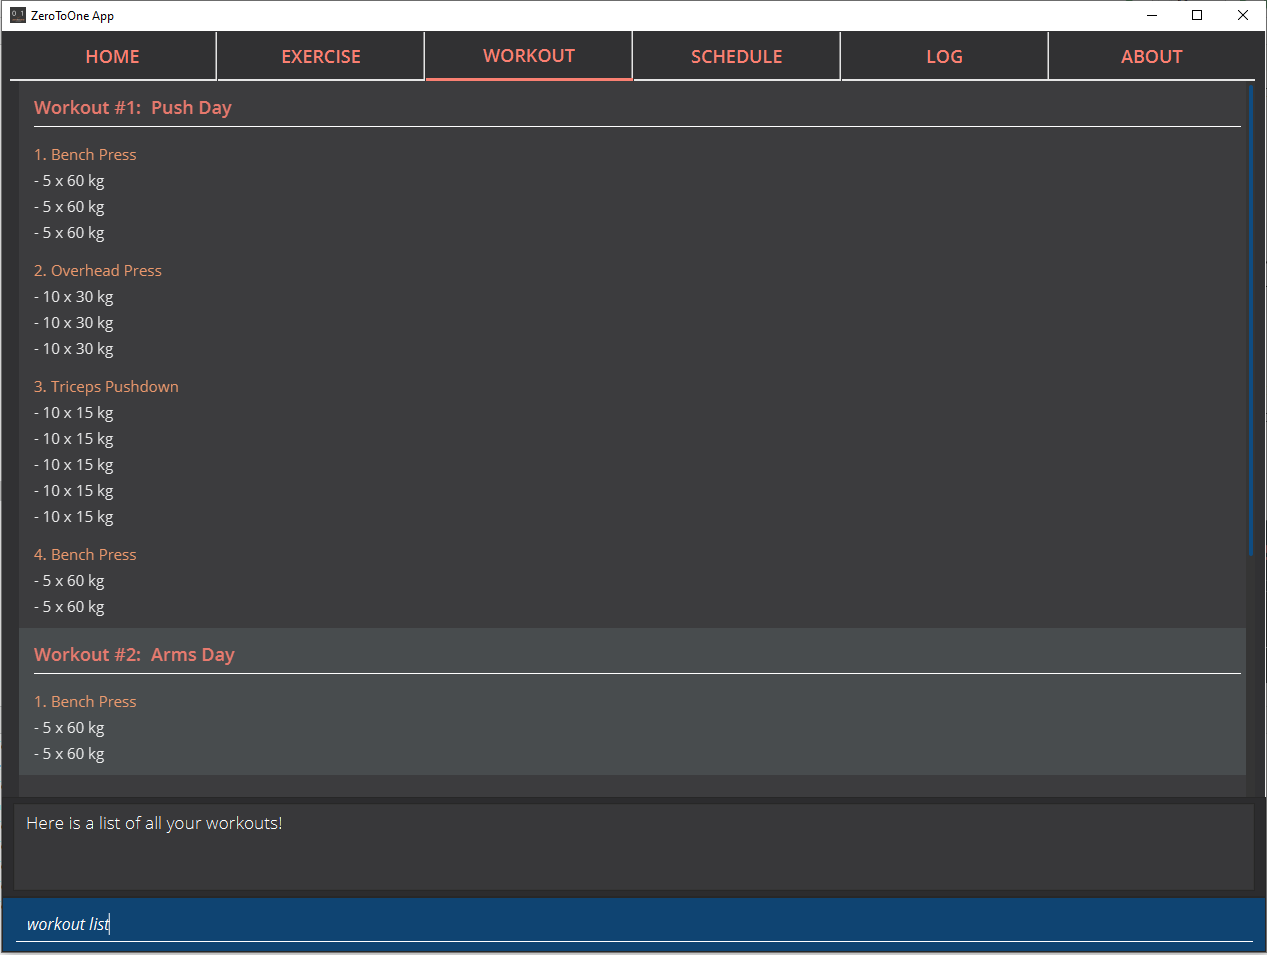 ZeroToOne App
HOME EXERCISE WORKOUT SCHEDULE LOG ABOUT
Workout #1: Push Day
1. Bench Press
- 5 x 60 kg
- 5 x 60 kg
- 5 x 60 kg
2. Overhead Press
- 10 x 30 kg
- 10 x 30 kg
- 10 x 30 kg
3. Triceps Pushdown
- 10 x 15 kg
- 10 x 15 kg
- 10 x 15 kg
- 10 x 15 kg
- 10 x 15 kg
4. Bench Press
- 5 x 60 kg
- 5 x 60 kg
Workout #2: Arms Day
1. Bench Press
- 5 x 60 kg
- 5 x 60 kg
Here is a list of all your workouts!
workout list